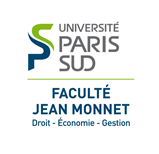 UNIVERSITÉ
PARIS
SUD
FACULTÉ
JEAN MONNET
Droit - Économie - Gestion